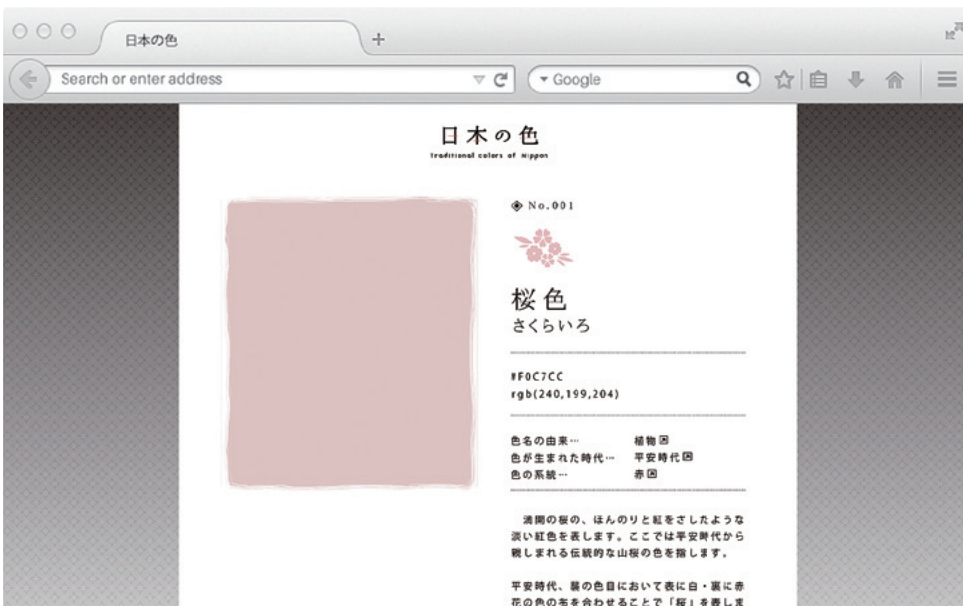 日本の色
Search or enter address
Google
日本の色
Traditional colors of Nippon
No.001
桜色
さくらいろ
#F0C7CC
rgb(240,199,204)
色名の由来… 植物
色が生まれた時代… 平安時代
色の系統… 赤
満開の桜の、ほんのりと紅をさしたような
淡い紅色を表します。ここでは平安時代から
親しまれる伝統的な山桜の色を指します。
平安時代、襲の色目において表に白・裏に赤
花の色の布を合わせることで「桜」を表しま